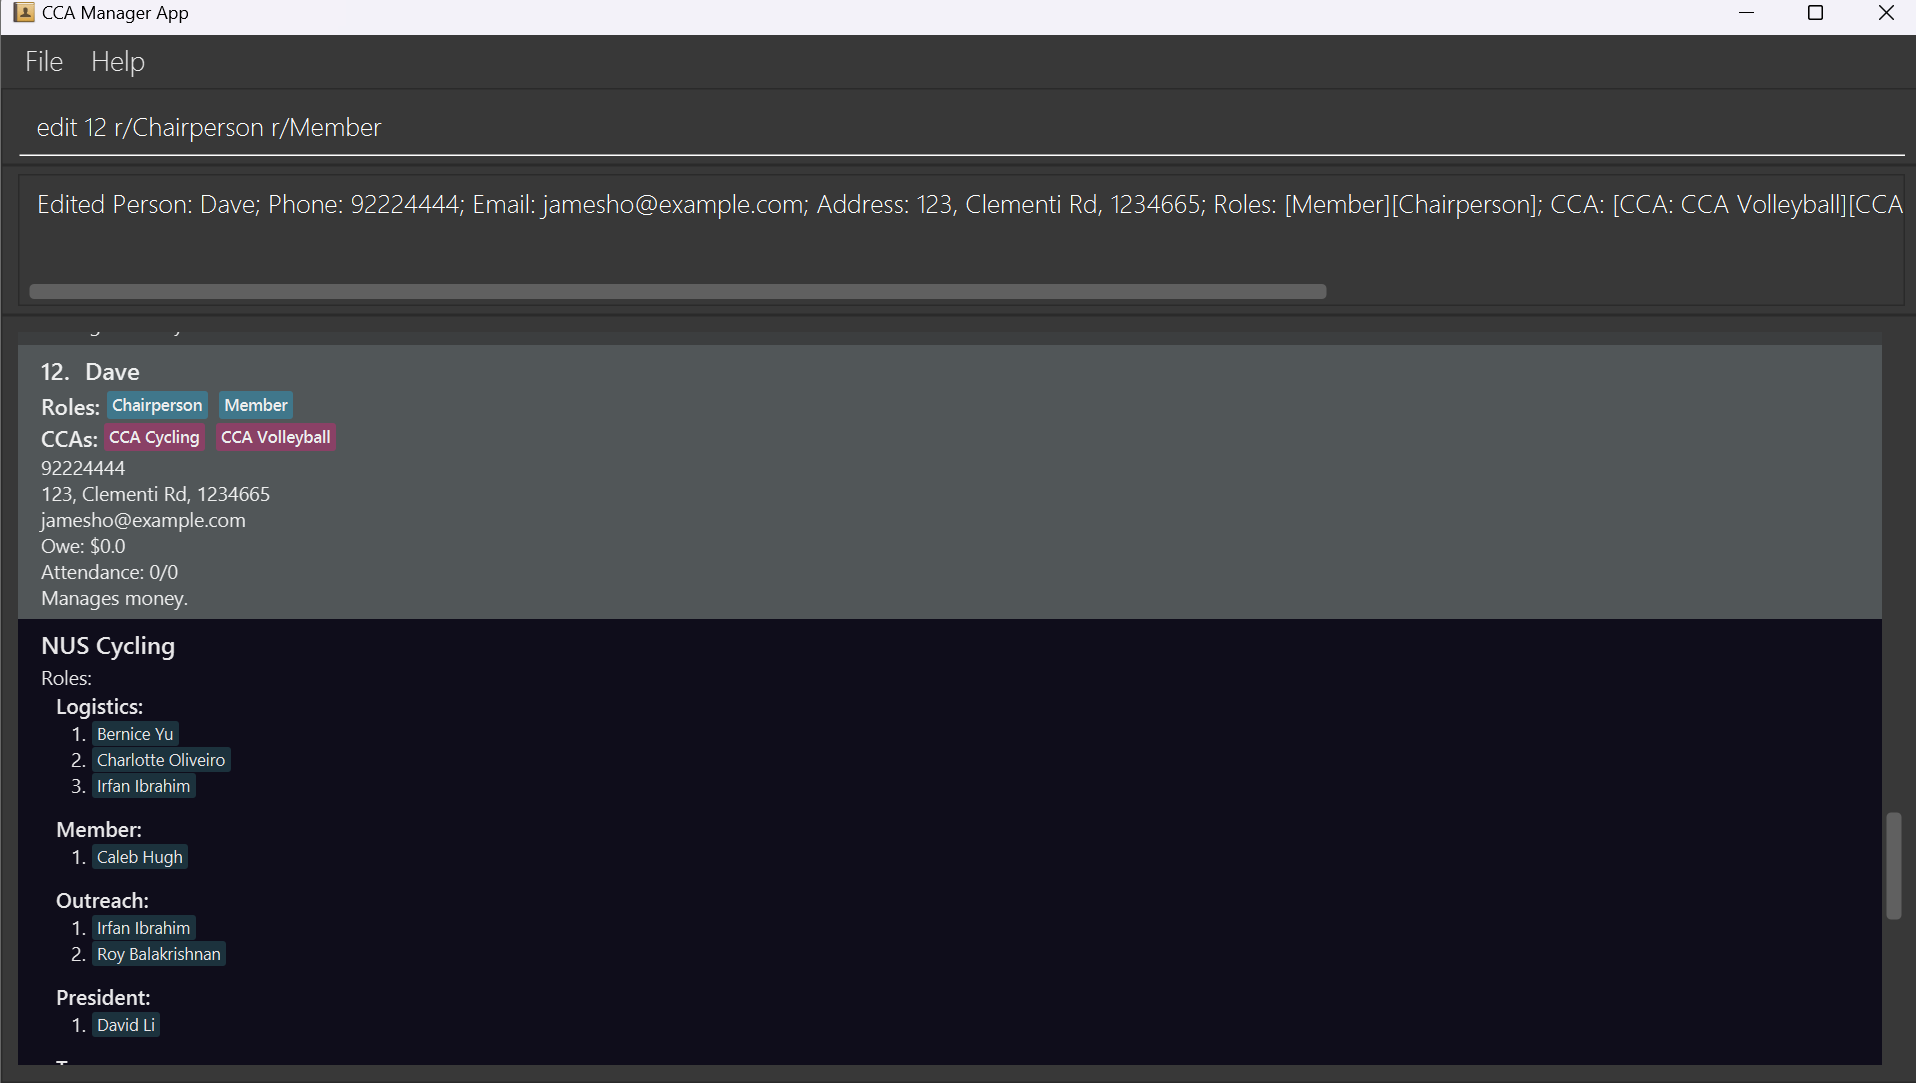 CCA Manager App
File Help
edit 12 r/Chairperson r/Member
Edited Person: Dave; Phone: 92224444; Email: jamesho@example.com; Address: 123, Clementi Rd, 1234665; Roles: [Member][Chairperson]; CCA: [CCA: CCA Volleyball][CCA
12. Dave
Roles: Chairperson Member
CCAs: CCA Cycling CCA Volleyball
92224444
123, Clementi Rd, 1234665
jamesho@example.com
Owe: $0.0
Attendance: 0/0
Manages money.
NUS Cycling
Roles:
Logistics:
1. Bernice Yu
2. Charlotte Oliveiro
3. Irfan Ibrahim
Member:
1. Caleb Hugh
Outreach:
1. Irfan Ibrahim
2. Roy Balakrishnan
President:
1. David Li